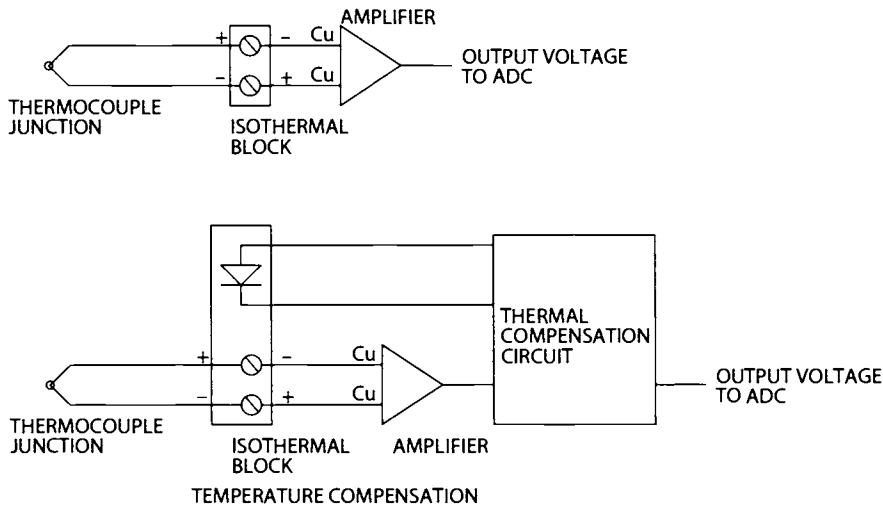 AMPLIFIER
+ − Cu
− + Cu
OUTPUT VOLTAGE
TO ADC
THERMOCOUPLE
JUNCTION
ISOTHERMAL
BLOCK
THERMAL
COMPENSATION
CIRCUIT
+ − Cu
− + Cu
OUTPUT VOLTAGE
TO ADC
THERMOCOUPLE
JUNCTION
ISOTHERMAL
BLOCK
AMPLIFIER
TEMPERATURE COMPENSATION